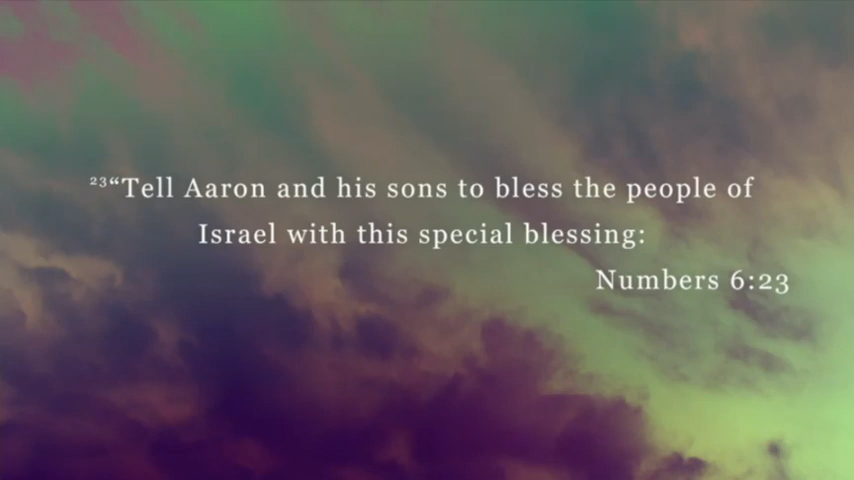 ²³“Tell Aaron and his sons to bless the people of
Israel with this special blessing:
Numbers 6:23